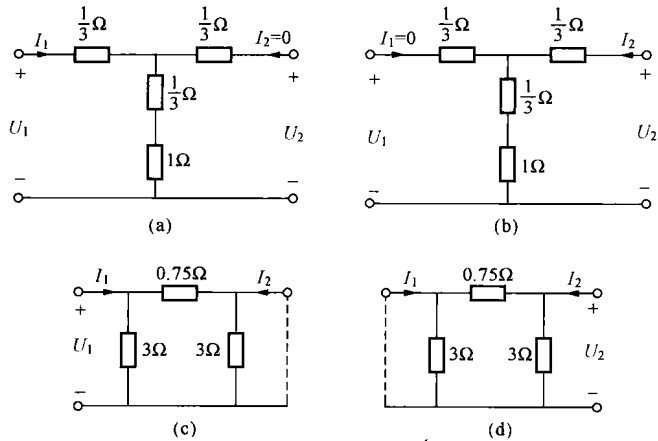 1/3Ω 1/3Ω
I₁ I₂=0
+ +
1/3Ω
U₁ U₂
1Ω
− −
(a)
1/3Ω 1/3Ω
I₁=0 I₂
+ +
1/3Ω
U₁ U₂
1Ω
− −
(b)
I₁ 0.75Ω I₂
+
U₁ 3Ω 3Ω
−
(c)
I₁ 0.75Ω I₂
+
3Ω 3Ω U₂
−
(d)